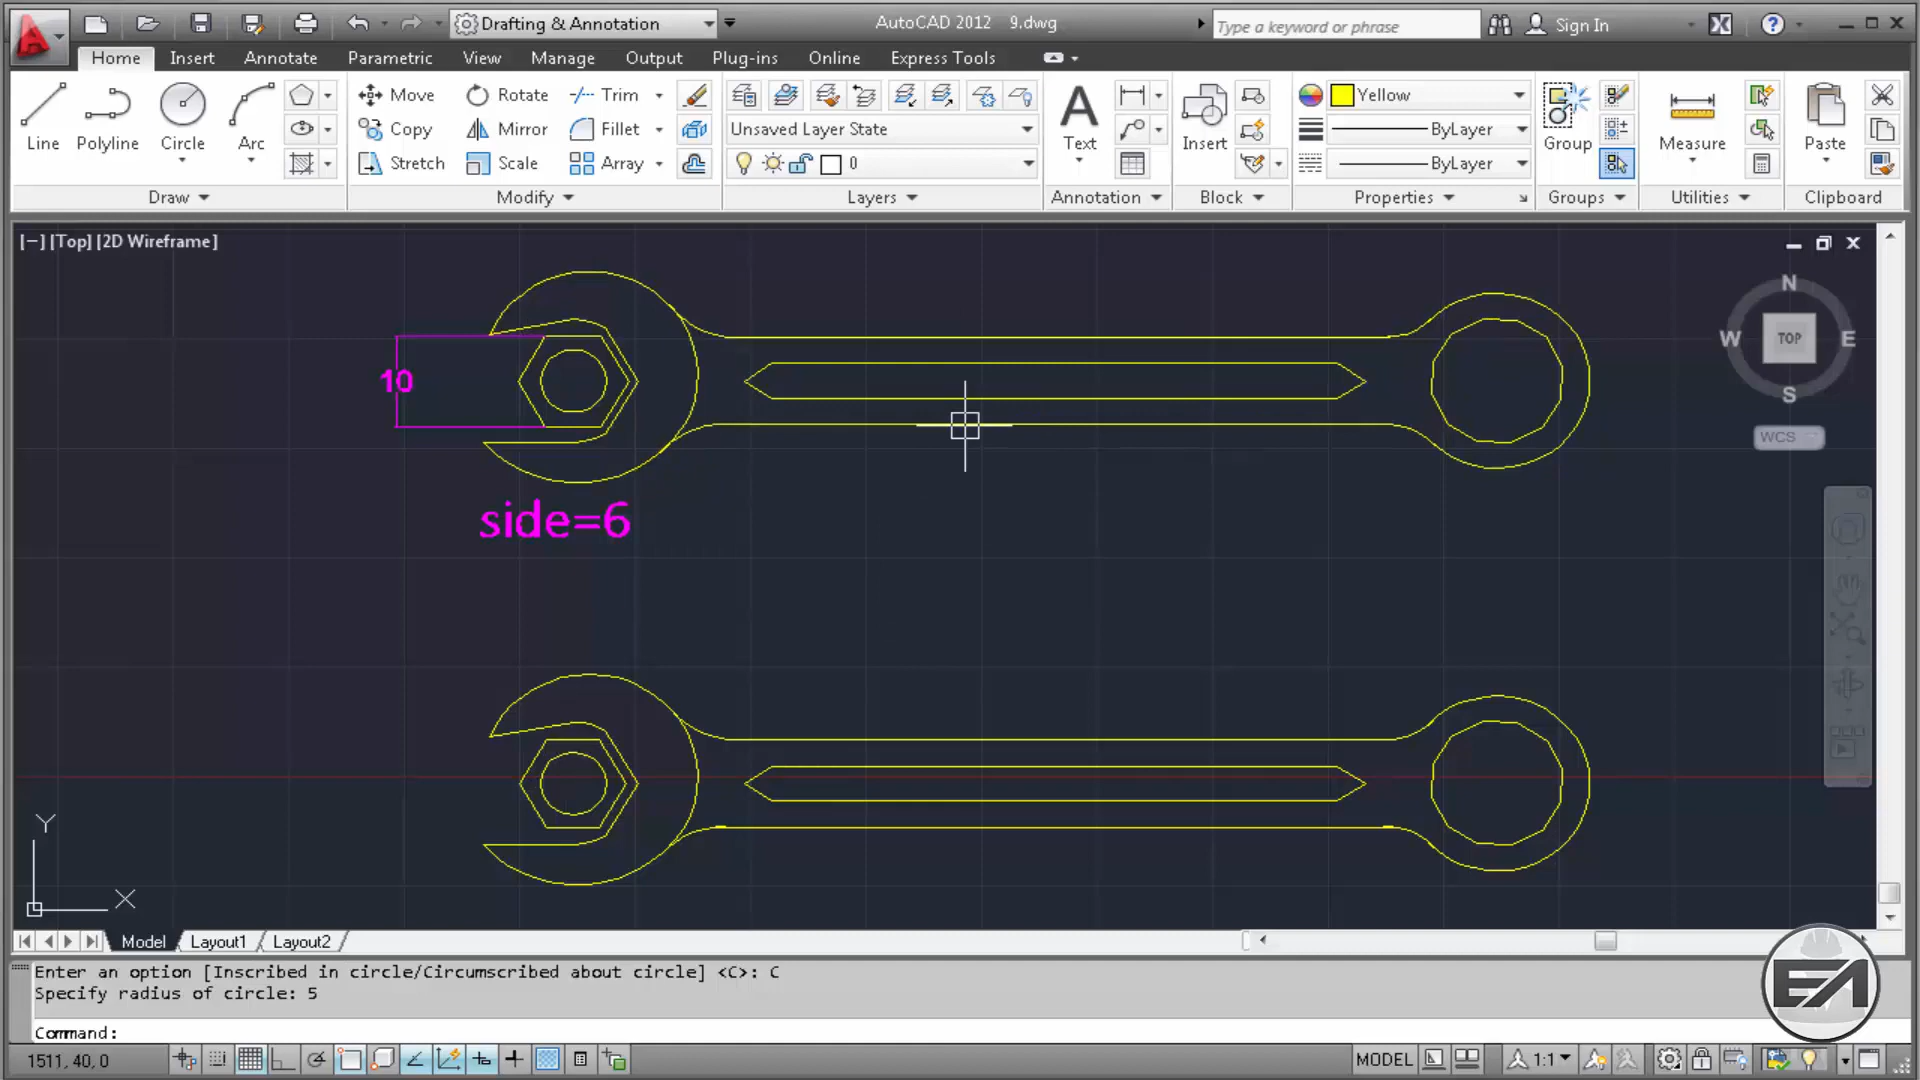 Drafting & Annotation
AutoCAD 2012 9.dwg
Type a keyword or phrase
Sign In
Home Insert Annotate Parametric View Manage Output Plug-ins Online Express Tools
Line Polyline Circle Arc
Move Rotate Trim
Copy Mirror Fillet
Stretch Scale Array
Unsaved Layer State
0
Text
Insert
Yellow
ByLayer
ByLayer
Group
Measure
Paste
Draw Modify Layers Annotation Block Properties Groups Utilities Clipboard
[−] [Top] [2D Wireframe]
N
W TOP E
S
WCS
10
side=6
Y
X
Model Layout1 Layout2
Enter an option [Inscribed in circle/Circumscribed about circle] <C>: C
Specify radius of circle: 5
Command:
EA
1511, 40, 0
MODEL
1:1